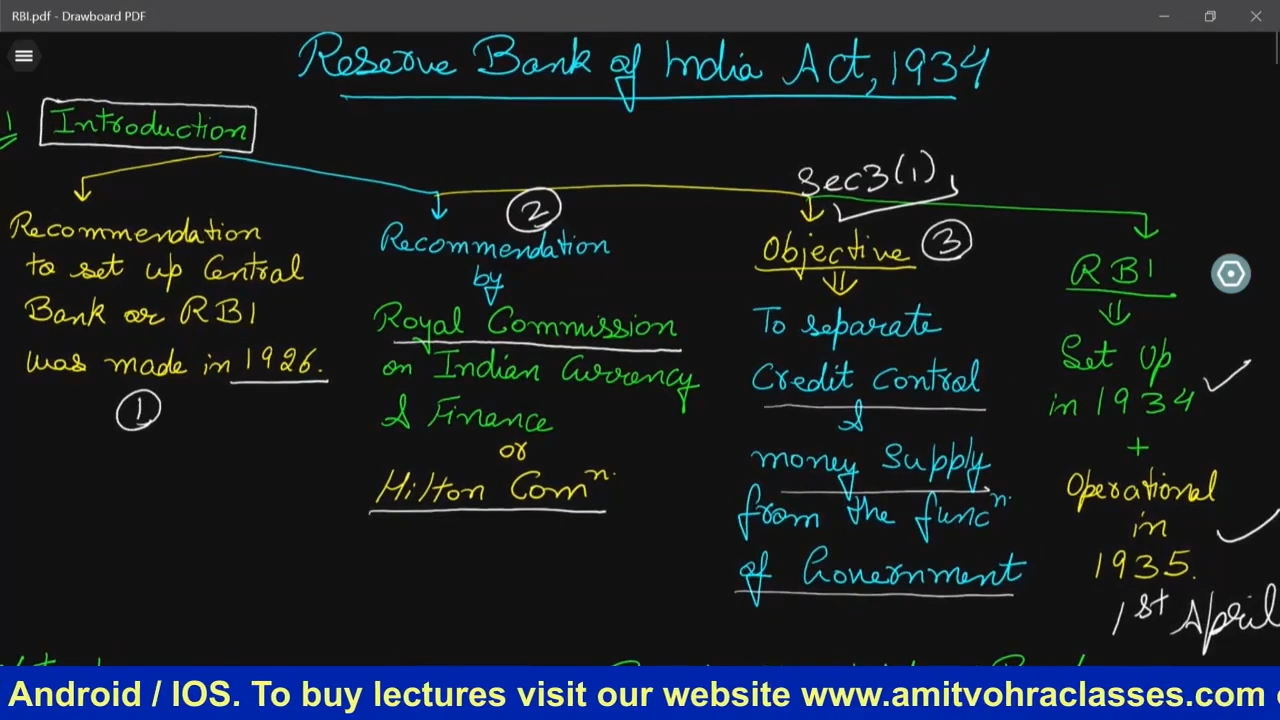 RBI.pdf - Drawboard PDF
Reserve Bank of India Act, 1934
1
Introduction
Recommendation
to set up Central
Bank or RBI
was made in 1926.
1
2
Recommendation
by
Royal Commission
on Indian Currency
& Finance
or
Hilton Comn.
Sec 3(1)
Objective
3
To separate
Credit Control
&
money Supply
from the funcn.
of Government
RBI
Set Up
in 1934
+
Operational
in
1935.
1st April
Android / IOS. To buy lectures visit our website www.amitvohraclasses.com